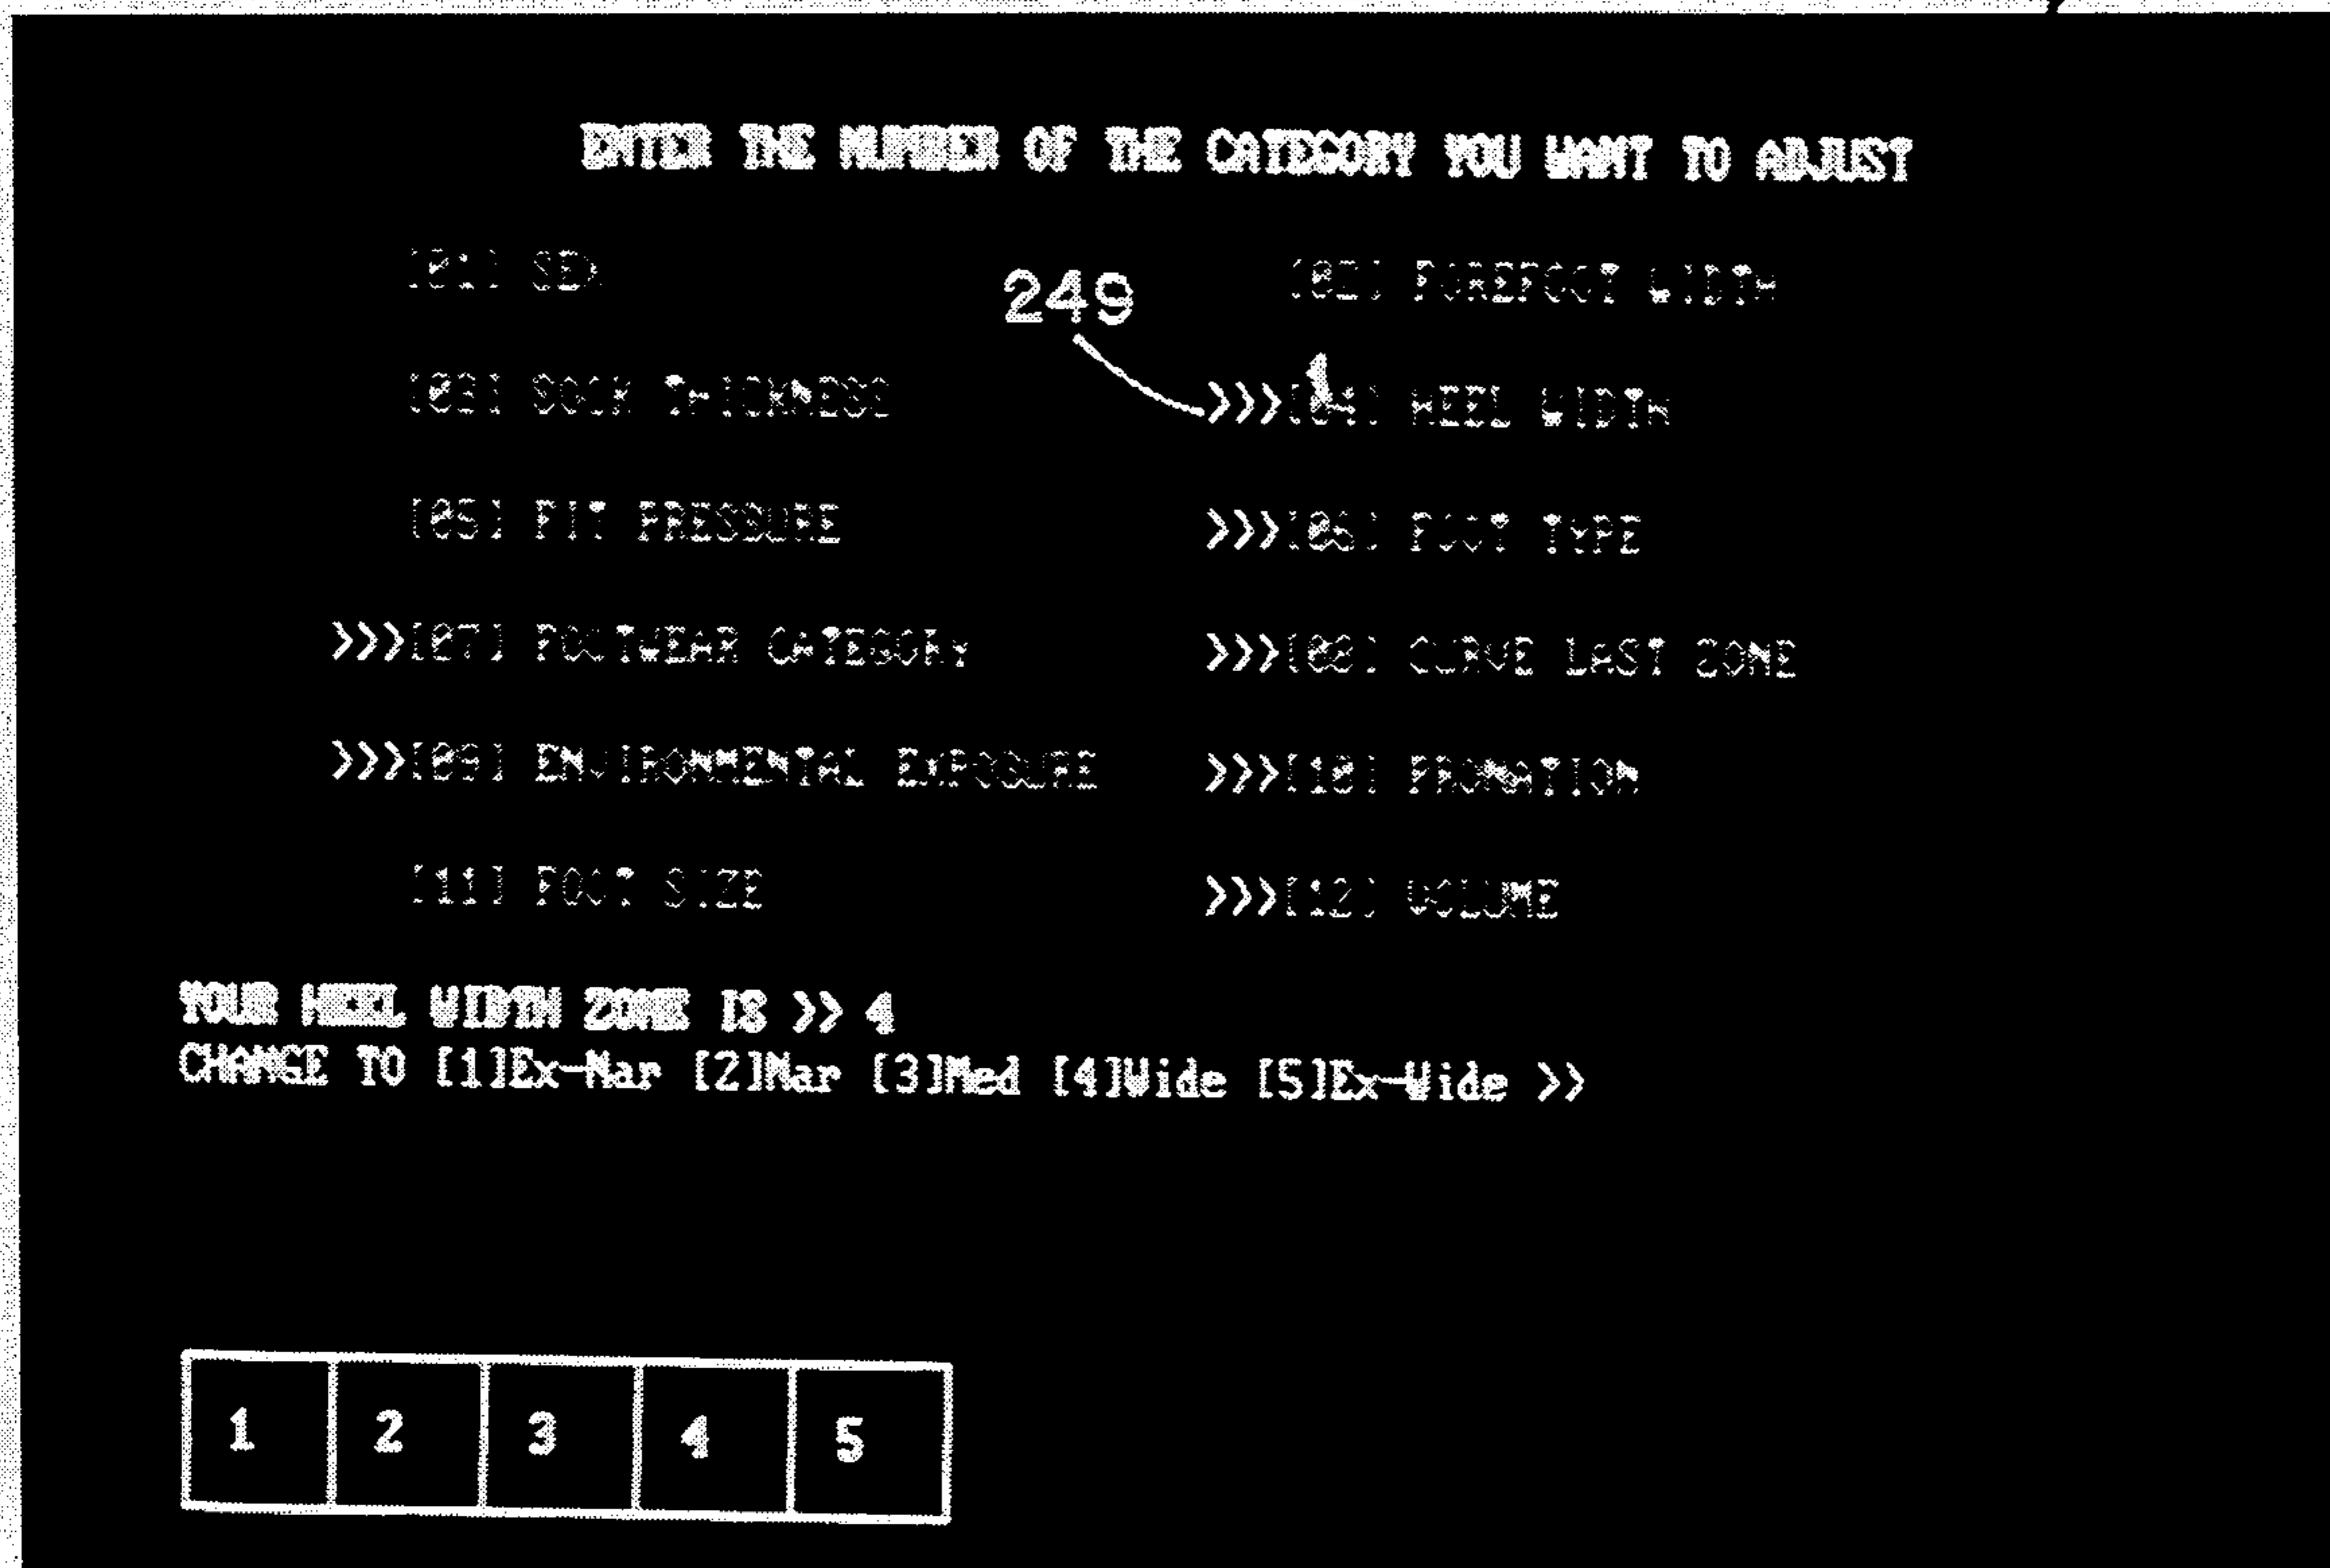 ENTER THE NUMBER OF THE CATEGORY YOU WANT TO ADJUST
[01] SEX [02] FOREFOOT WIDTH
249
[03] SOCK THICKNESS >>>[04] HEEL WIDTH
[05] FIT PRESSURE >>>[06] FOOT TYPE
>>>[07] FOOTWEAR CATEGORY >>>[08] CURVE LAST ZONE
>>>[09] ENVIRONMENTAL EXPOSURE >>>[10] PRONATION
[11] FOOT SIZE >>>[12] VOLUME
YOUR HEEL WIDTH ZONE IS >> 4
CHANGE TO [1]Ex-Nar [2]Nar [3]Med [4]Wide [5]Ex-Wide >>
1 2 3 4 5